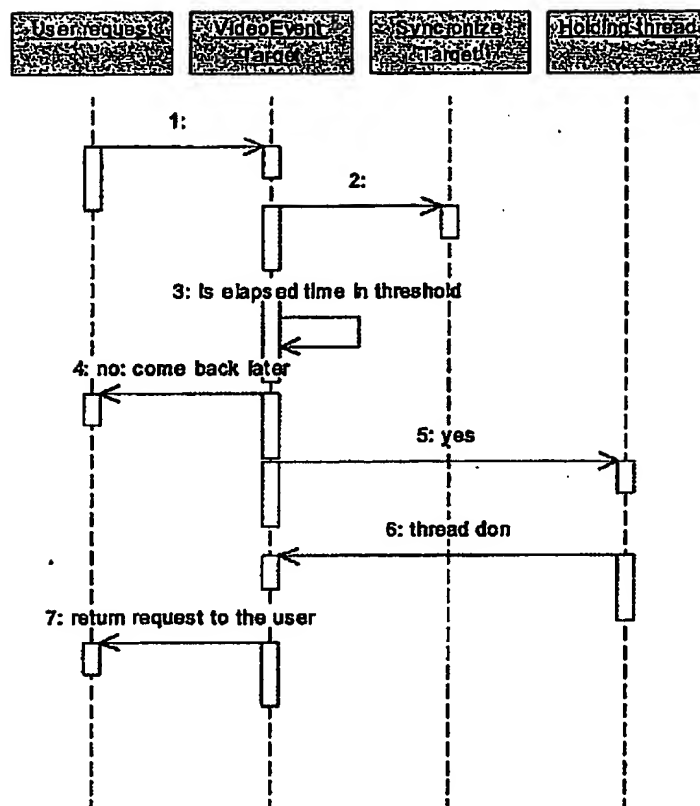 User request
VideoEvent
Target
Syncronize
Target
Holding thread
1:
2:
3: Is elapsed time in threshold
4: no: come back later
5: yes
6: thread don
7: return request to the user